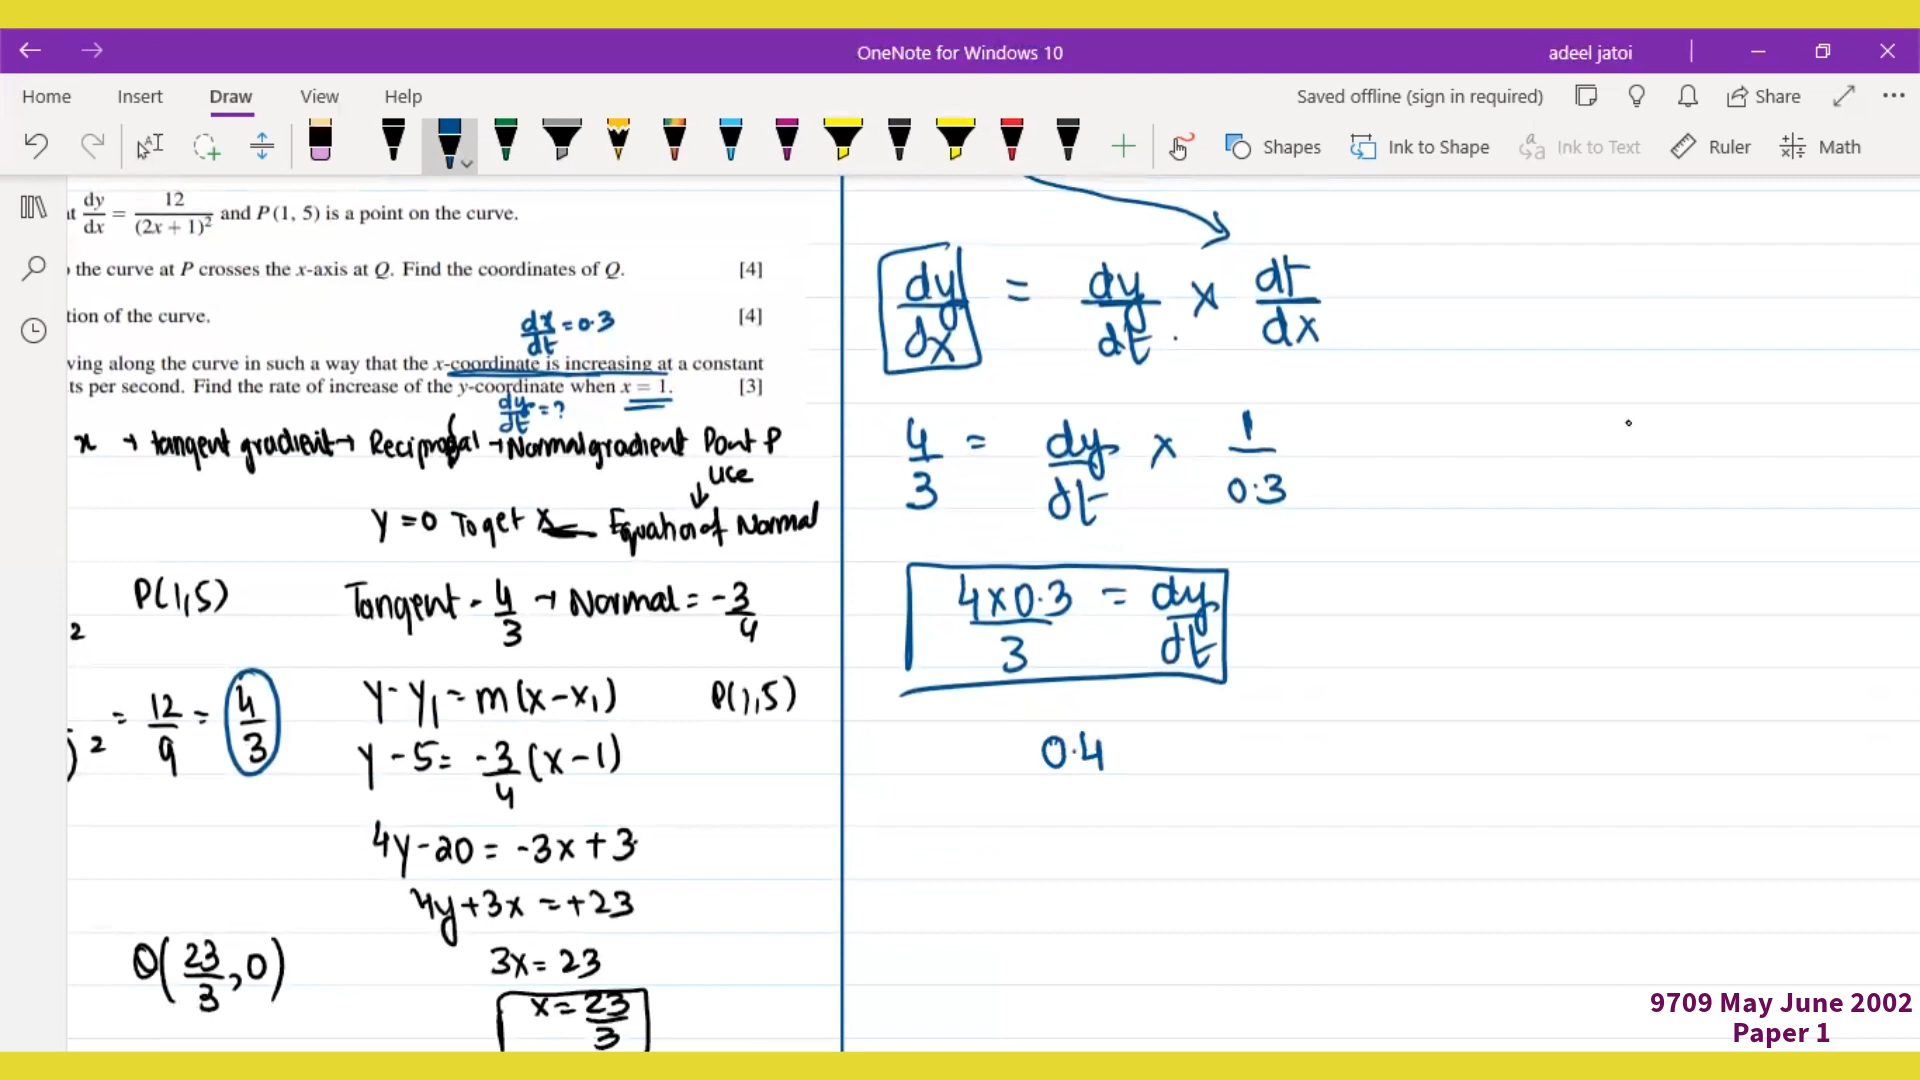 OneNote for Windows 10
adeel jatoi
Home Insert Draw View Help
Saved offline (sign in required) Share
Shapes Ink to Shape Ink to Text Ruler Math
dy/dx = 12/(2x + 1)² and P(1, 5) is a point on the curve.
the curve at P crosses the x-axis at Q. Find the coordinates of Q. [4]
tion of the curve. [4]
dx/dt = 0.3
ving along the curve in such a way that the x-coordinate is increasing at a constant
ts per second. Find the rate of increase of the y-coordinate when x = 1. [3]
dy/dt = ?
x → tangent gradient → Reciprocal → Normal gradient Point P
↓ Use
y = 0 To get x ← Equation of Normal
P(1,5) Tangent - 4/3 → Normal = -3/4
2
) 2 = 12/9 = 4/3
y - y₁ = m(x - x₁) P(1,5)
y - 5 = -3/4 (x - 1)
4y - 20 = -3x + 3
4y + 3x = +23
3x = 23
Q(23/3, 0)
x = 23/3
dy/dx = dy/dt × dt/dx
4/3 = dy/dt × 1/0.3
4×0.3/3 = dy/dt
0.4
9709 May June 2002
Paper 1